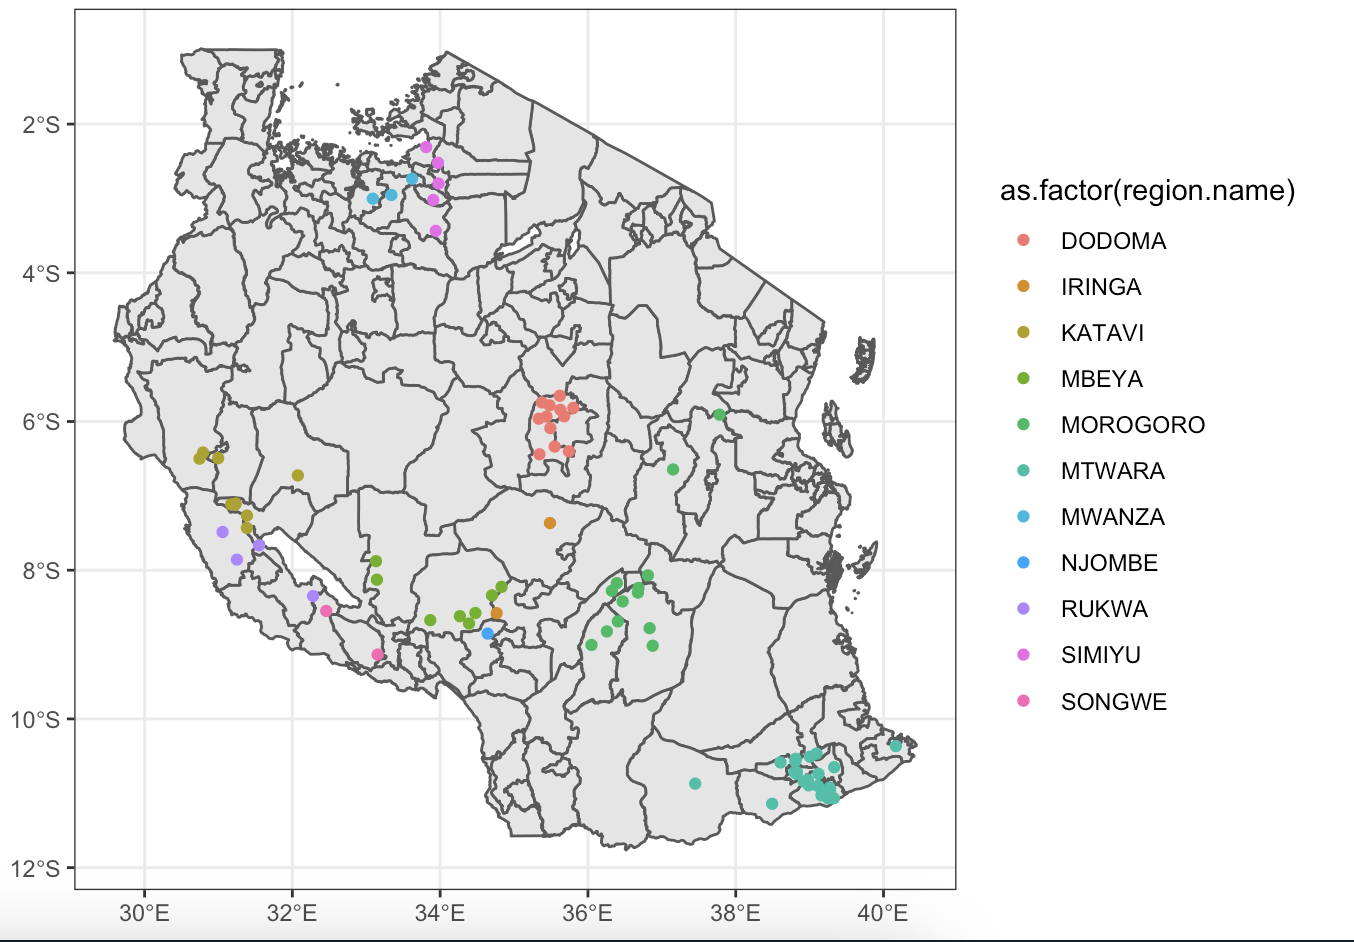 2°S
4°S
6°S
8°S
10°S
12°S
30°E 32°E 34°E 36°E 38°E 40°E
as.factor(region.name)
DODOMA
IRINGA
KATAVI
MBEYA
MOROGORO
MTWARA
MWANZA
NJOMBE
RUKWA
SIMIYU
SONGWE